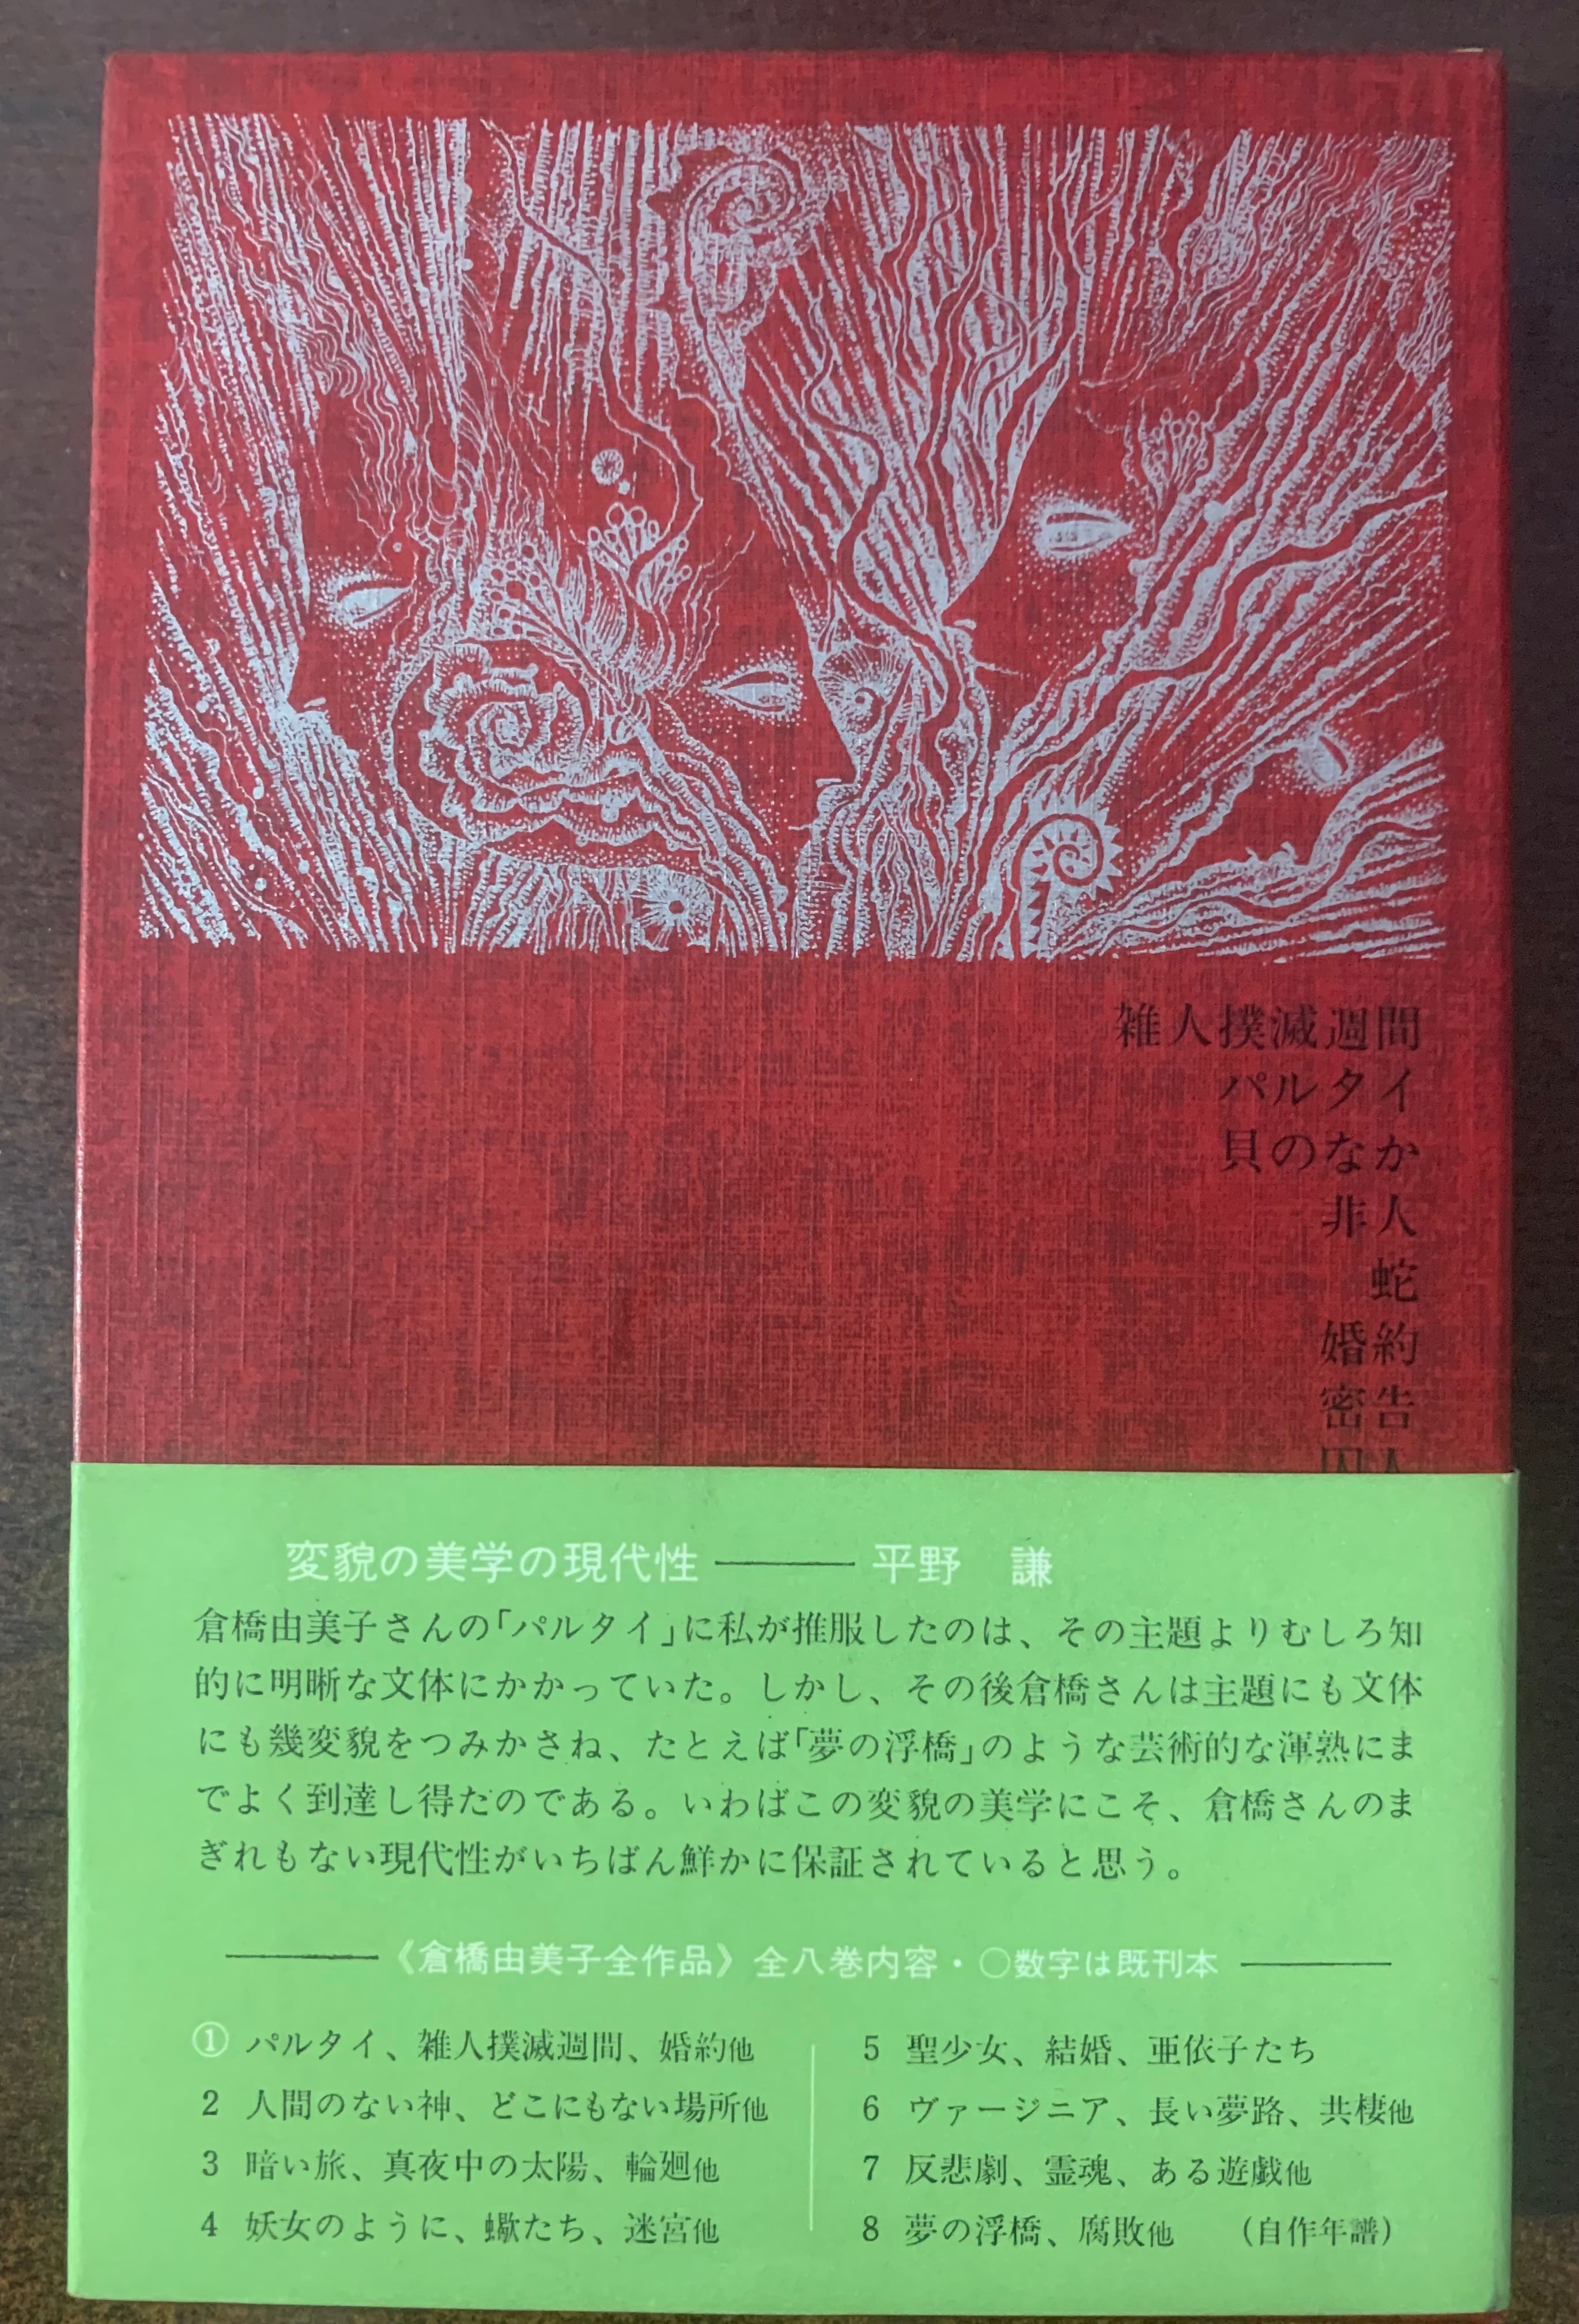 雑人撲滅週間
パルタイ
貝のなか
非人
蛇
婚約
密告
変貌の美学の現代性――平野 謙
倉橋由美子さんの「パルタイ」に私が推服したのは、その主題よりむしろ知
的に明晰な文体にかかっていた。しかし、その後倉橋さんは主題にも文体
にも幾変貌をつみかさね、たとえば「夢の浮橋」のような芸術的な渾熟にま
でよく到達し得たのである。いわばこの変貌の美学にこそ、倉橋さんのま
ぎれもない現代性がいちばん鮮かに保証されていると思う。
《倉橋由美子全作品》全八巻内容・○数字は既刊本
① パルタイ、雑人撲滅週間、婚約他
2 人間のない神、どこにもない場所他
3 暗い旅、真夜中の太陽、輪廻他
4 妖女のように、蠍たち、迷宮他
5 聖少女、結婚、亜依子たち
6 ヴァージニア、長い夢路、共棲他
7 反悲劇、霊魂、ある遊戯他
8 夢の浮橋、腐敗他 (自作年譜)